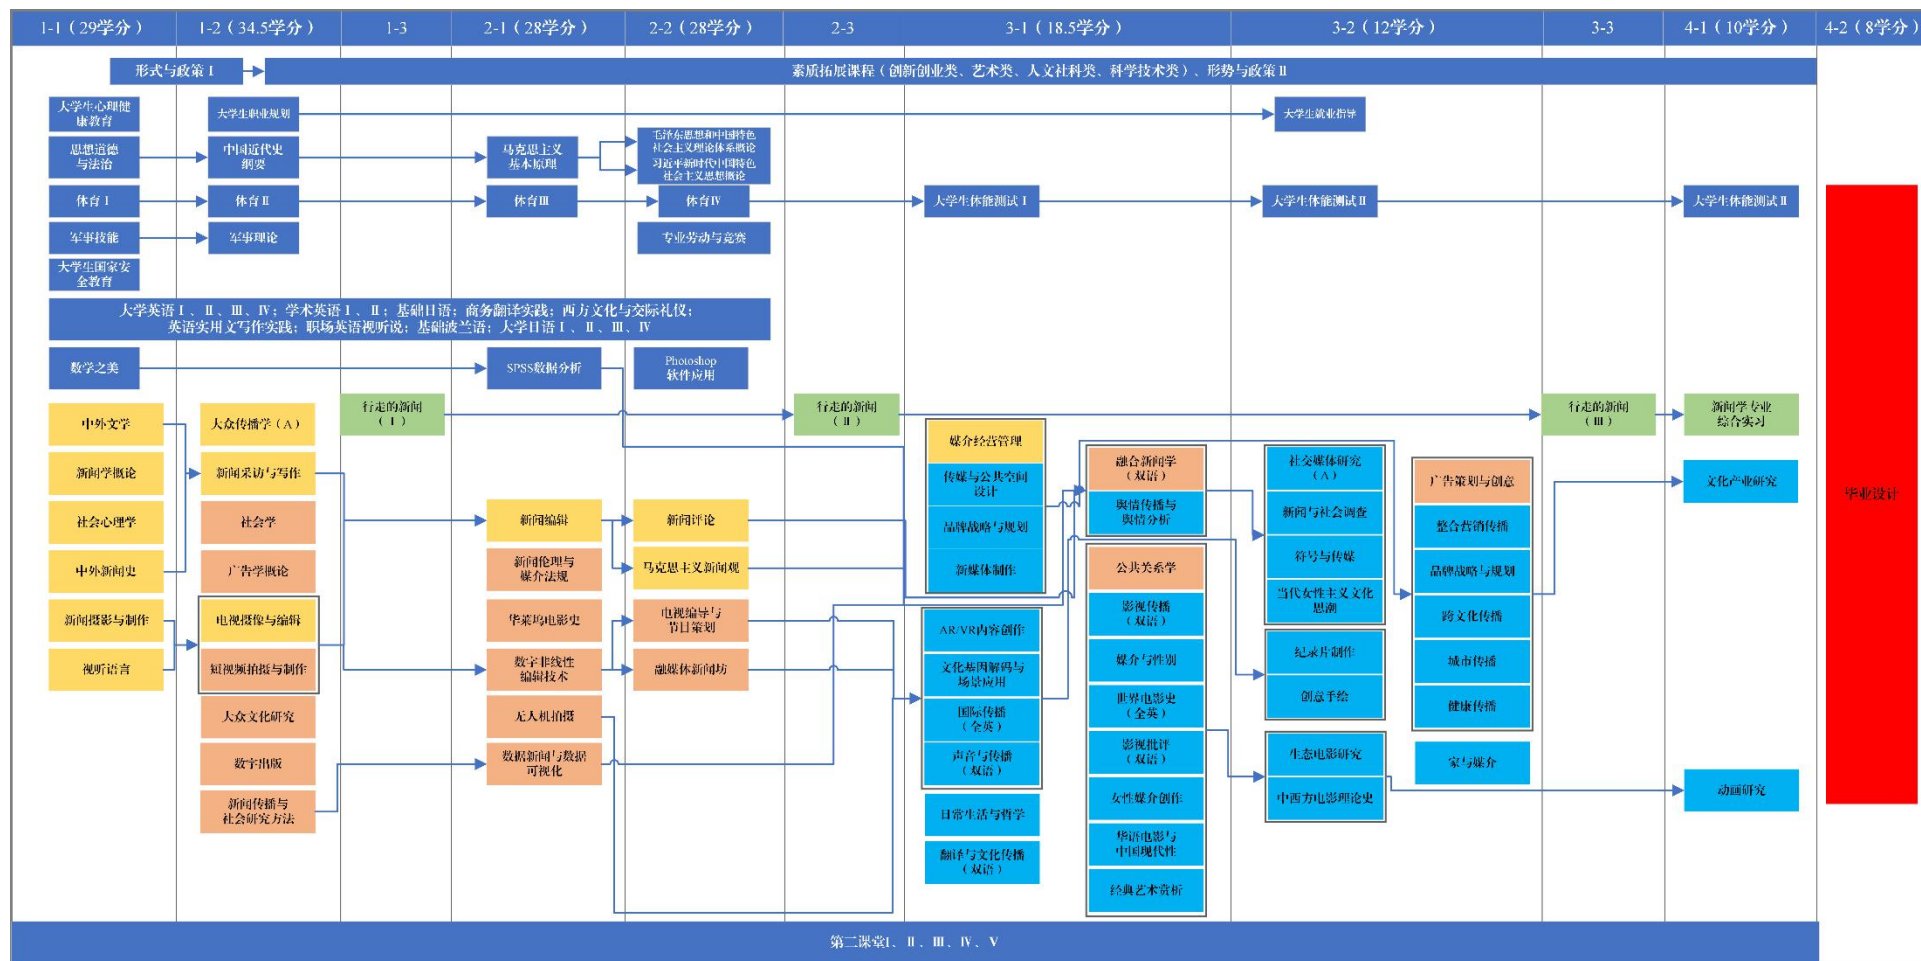 1-1（29学分）
1-2（34.5学分）
1-3
2-1（28学分）
2-2（28学分）
2-3
3-1（18.5学分）
3-2（12学分）
3-3
4-1（10学分）
4-2（8学分）
形式与政策Ⅰ
素质拓展课程（创新创业类、艺术类、人文社科类、科学技术类）、形势与政策Ⅱ
大学生心理健
康教育
大学生职业规划
大学生就业指导
思想道德
与法治
中国近代史
纲要
马克思主义
基本原理
毛泽东思想和中国特色
社会主义理论体系概论
习近平新时代中国特色
社会主义思想概论
体育Ⅰ
体育Ⅱ
体育Ⅲ
体育Ⅳ
大学生体能测试Ⅰ
大学生体能测试Ⅱ
大学生体能测试Ⅱ
军事技能
军事理论
专业劳动与竞赛
大学生国家安
全教育
大学英语Ⅰ、Ⅱ、Ⅲ、Ⅳ；学术英语Ⅰ、Ⅱ；基础日语；商务翻译实践；西方文化与交际礼仪；
英语实用文写作实践；职场英语视听说；基础波兰语；大学日语Ⅰ、Ⅱ、Ⅲ、Ⅳ
数学之美
SPSS数据分析
Photoshop
软件应用
行走的新闻
（Ⅰ）
行走的新闻
（Ⅱ）
行走的新闻
（Ⅲ）
新闻学专业
综合实习
中外文学
新闻学概论
社会心理学
中外新闻史
新闻摄影与制作
视听语言
大众传播学（A）
新闻采访与写作
社会学
广告学概论
电视摄像与编辑
短视频拍摄与制作
大众文化研究
数字出版
新闻传播与
社会研究方法
新闻编辑
新闻伦理与
媒介法规
华莱坞电影史
数字非线性
编辑技术
无人机拍摄
数据新闻与数据
可视化
新闻评论
马克思主义新闻观
电视编导与
节目策划
融媒体新闻坊
媒介经营管理
传媒与公共空间
设计
品牌战略与规划
新媒体制作
AR/VR内容创作
文化基因解码与
场景应用
国际传播
（全英）
声音与传播
（双语）
日常生活与哲学
翻译与文化传播
（双语）
融合新闻学
（双语）
舆情传播与
舆情分析
公共关系学
影视传播
（双语）
媒介与性别
世界电影史
（全英）
影视批评
（双语）
女性媒介创作
华语电影与
中国现代性
经典艺术赏析
社交媒体研究
（A）
新闻与社会调查
符号与传媒
当代女性主义文化
思潮
纪录片制作
创意手绘
生态电影研究
中西方电影理论史
广告策划与创意
整合营销传播
品牌战略与规划
跨文化传播
城市传播
健康传播
家与媒介
文化产业研究
动画研究
毕业设计
第二课堂Ⅰ、Ⅱ、Ⅲ、Ⅳ、Ⅴ